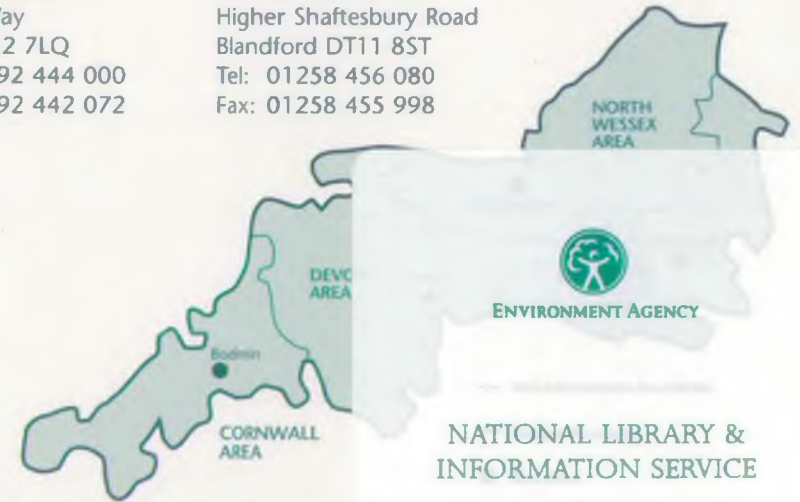 Way
2 7LQ
92 444 000
92 442 072
Higher Shaftesbury Road
Blandford DT11 8ST
Tel: 01258 456 080
Fax: 01258 455 998
NORTH
WESSEX
AREA
DEVO
AREA
Bodmin
CORNWALL
AREA
ENVIRONMENT AGENCY
NATIONAL LIBRARY &
INFORMATION SERVICE